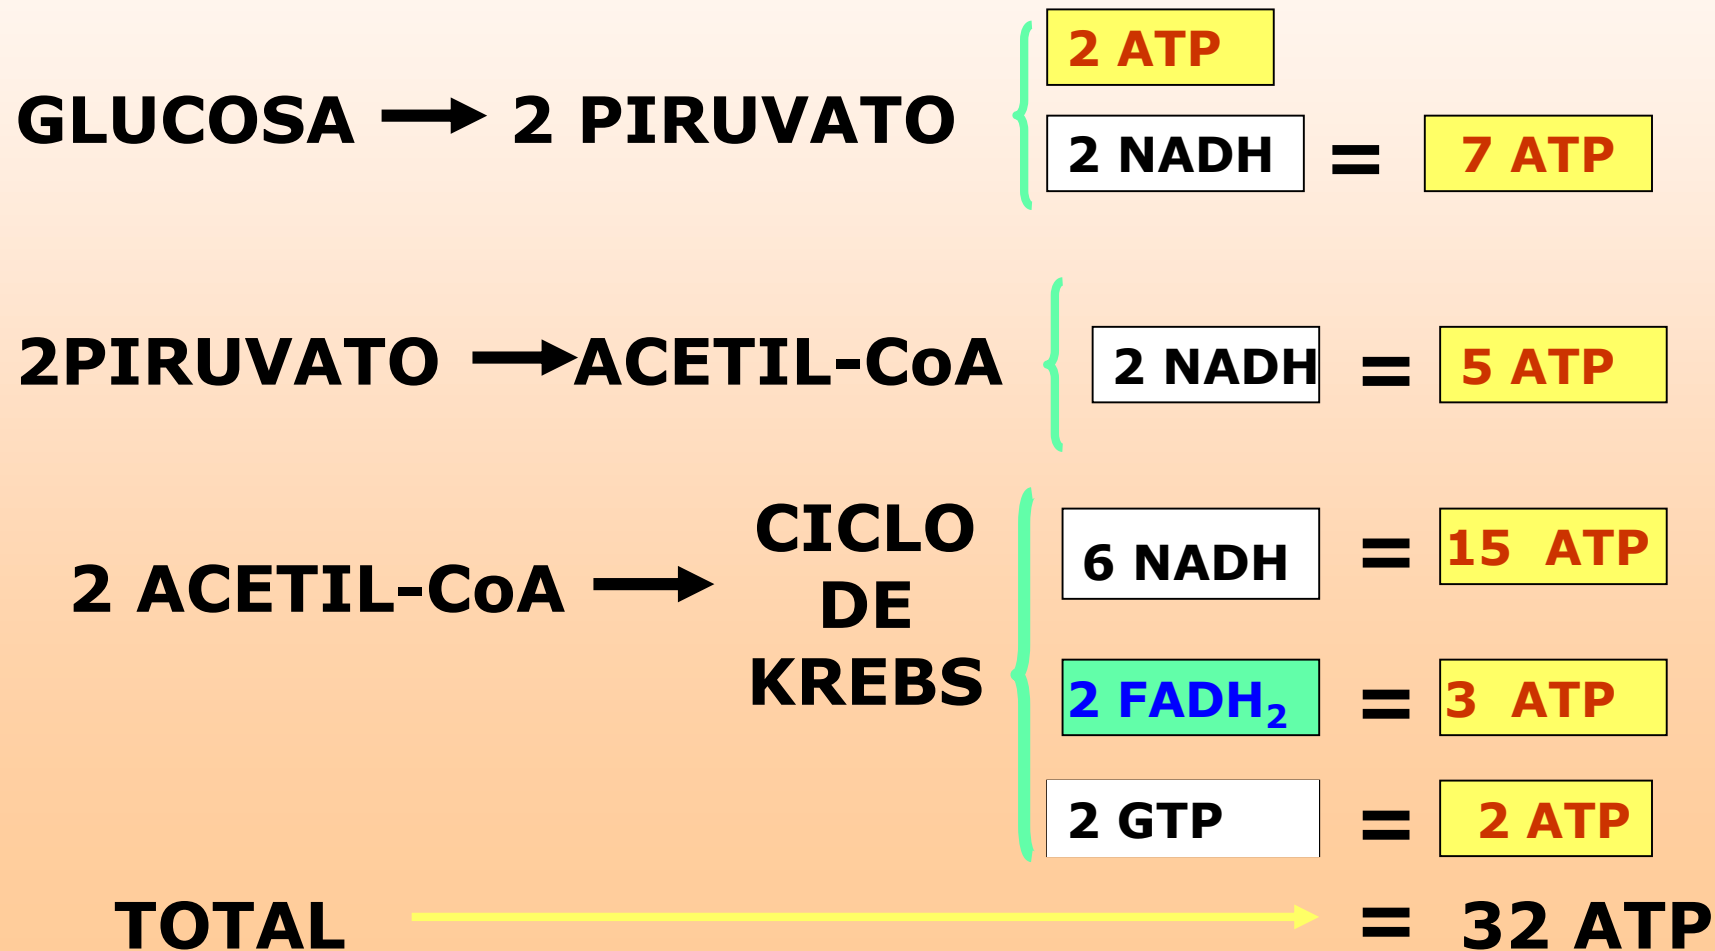 2 ATP
GLUCOSA → 2 PIRUVATO
2 NADH = 7 ATP
2PIRUVATO → ACETIL-CoA 2 NADH = 5 ATP
2 ACETIL-CoA →
CICLO
DE
KREBS
6 NADH = 15 ATP
2 FADH₂ = 3 ATP
2 GTP = 2 ATP
TOTAL → = 32 ATP